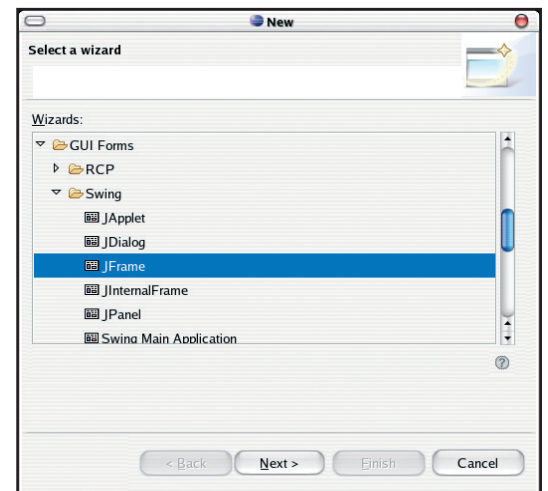 New
Select a wizard
Wizards:
GUI Forms
RCP
Swing
JApplet
JDialog
JFrame
JInternalFrame
JPanel
Swing Main Application
?
< Back Next > Finish Cancel